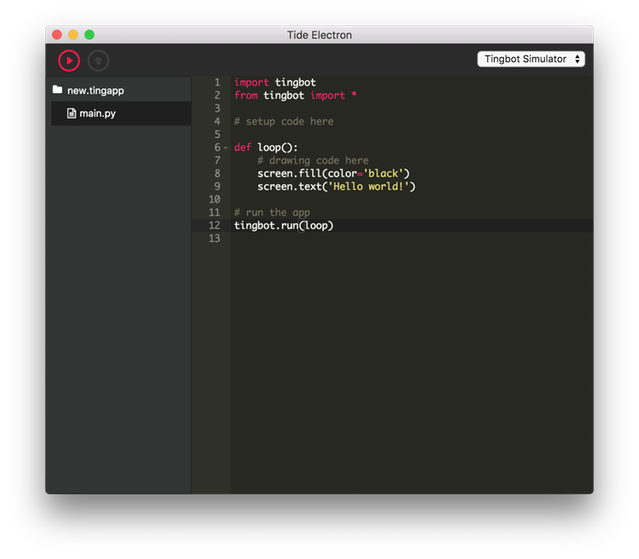 Tide Electron
Tingbot Simulator
new.tingapp
main.py
1 import tingbot
2 from tingbot import *
3
4 # setup code here
5
6 def loop():
7     # drawing code here
8     screen.fill(color='black')
9     screen.text('Hello world!')
10
11 # run the app
12 tingbot.run(loop)
13